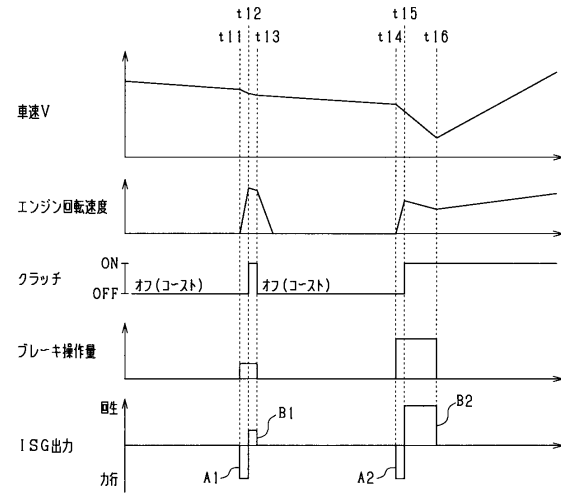 t12
t11 t13
t15
t14 t16
車速V
エンジン回転速度
クラッチ
ON
OFF
オフ(コースト)
オフ(コースト)
ブレーキ操作量
回生
ISG出力
力行
A1
B1
A2
B2